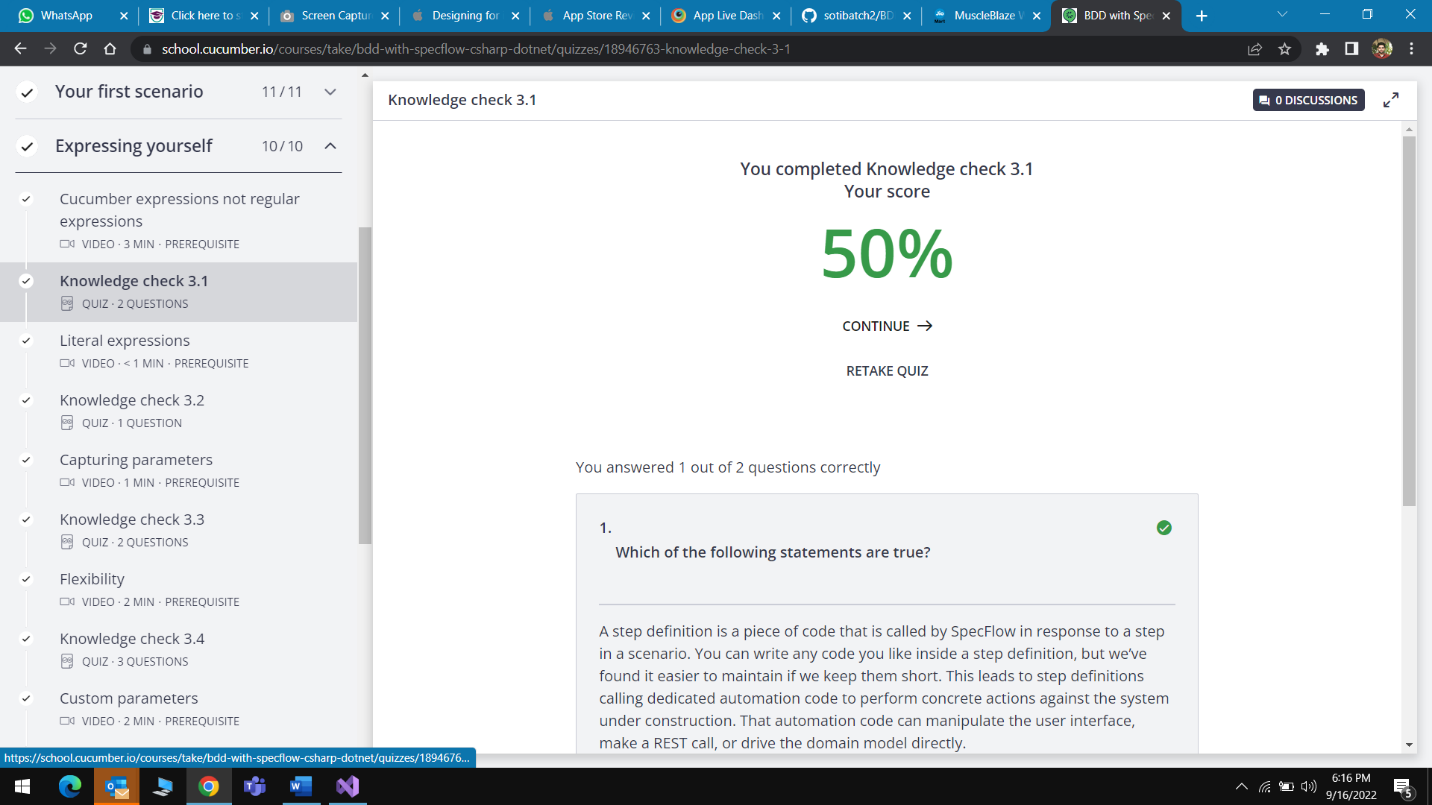 WhatsApp
Click here to s
Screen Captur
Designing for
App Store Rev
App Live Dash
sotibatch2/BD
MuscleBlaze W
BDD with Spe
school.cucumber.io/courses/take/bdd-with-specflow-csharp-dotnet/quizzes/18946763-knowledge-check-3-1
Your first scenario 11 / 11
Expressing yourself 10 / 10
Cucumber expressions not regular
expressions
VIDEO · 3 MIN · PREREQUISITE
Knowledge check 3.1
QUIZ · 2 QUESTIONS
Literal expressions
VIDEO · < 1 MIN · PREREQUISITE
Knowledge check 3.2
QUIZ · 1 QUESTION
Capturing parameters
VIDEO · 1 MIN · PREREQUISITE
Knowledge check 3.3
QUIZ · 2 QUESTIONS
Flexibility
VIDEO · 2 MIN · PREREQUISITE
Knowledge check 3.4
QUIZ · 3 QUESTIONS
Custom parameters
VIDEO · 2 MIN · PREREQUISITE
https://school.cucumber.io/courses/take/bdd-with-specflow-csharp-dotnet/quizzes/1894676...
Knowledge check 3.1
0 DISCUSSIONS
You completed Knowledge check 3.1
Your score
50%
CONTINUE →
RETAKE QUIZ
You answered 1 out of 2 questions correctly
1.
Which of the following statements are true?
A step definition is a piece of code that is called by SpecFlow in response to a step
in a scenario. You can write any code you like inside a step definition, but we’ve
found it easier to maintain if we keep them short. This leads to step definitions
calling dedicated automation code to perform concrete actions against the system
under construction. That automation code can manipulate the user interface,
make a REST call, or drive the domain model directly.
6:16 PM
9/16/2022
5